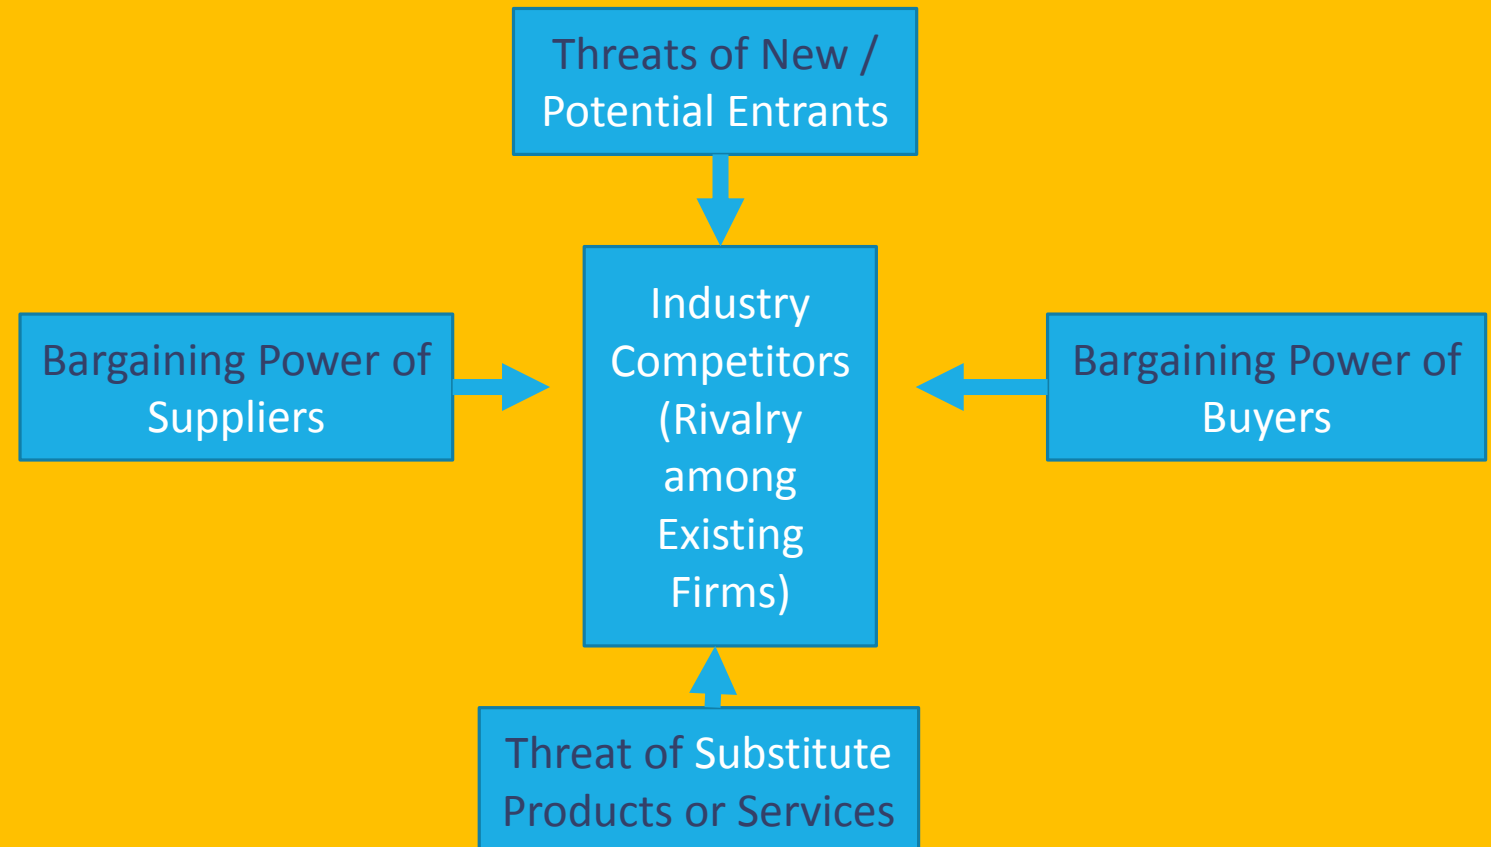 Threats of New /
Potential Entrants
Industry
Competitors
(Rivalry
among
Existing
Firms)
Bargaining Power of
Suppliers
Bargaining Power of
Buyers
Threat of Substitute
Products or Services